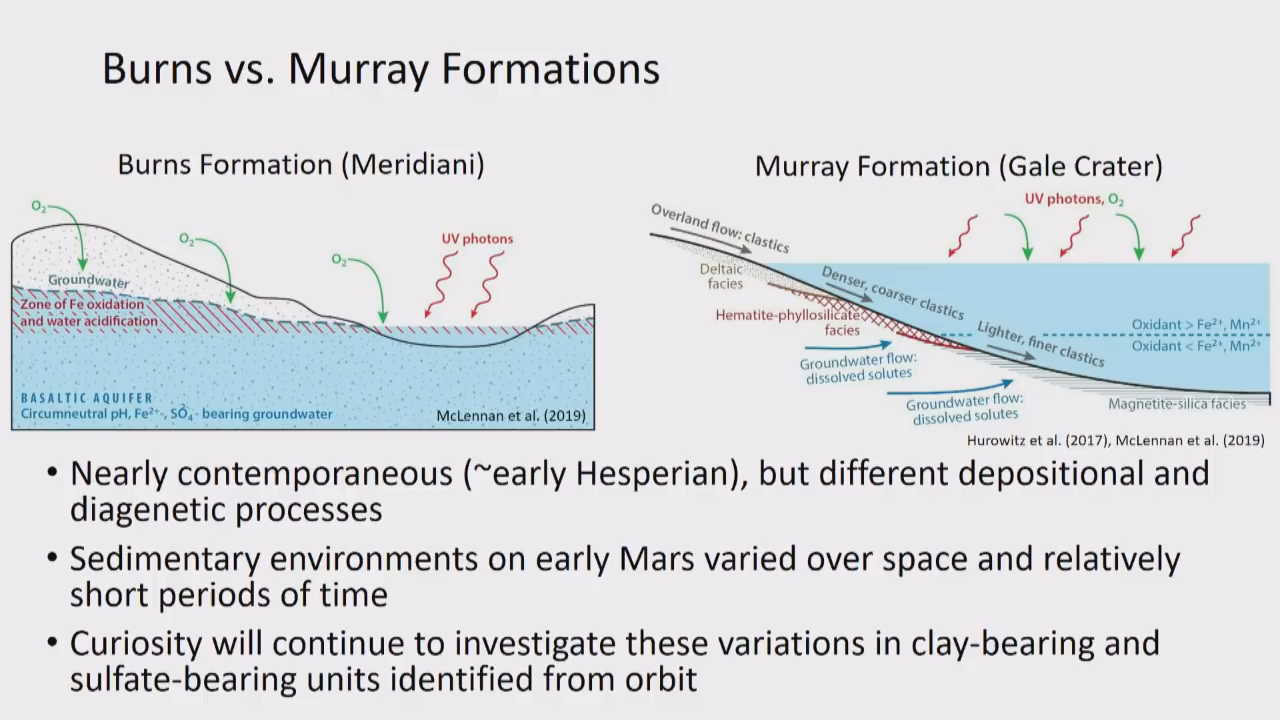 Burns vs. Murray Formations
Burns Formation (Meridiani)
O₂
O₂
O₂
UV photons
Groundwater
Zone of Fe oxidation
and water acidification
BASALTIC AQUIFER
Circumneutral pH, Fe²⁺-, SO₄²⁻- bearing groundwater
McLennan et al. (2019)
Murray Formation (Gale Crater)
UV photons, O₂
Overland flow: clastics
Deltaic
facies
Denser, coarser clastics
Hematite-phyllosilicate
facies
Lighter, finer clastics
Oxidant > Fe²⁺, Mn²⁺
Oxidant < Fe²⁺, Mn²⁺
Groundwater flow:
dissolved solutes
Groundwater flow:
dissolved solutes
Magnetite-silica facies
Hurowitz et al. (2017), McLennan et al. (2019)
• Nearly contemporaneous (~early Hesperian), but different depositional and
diagenetic processes
• Sedimentary environments on early Mars varied over space and relatively
short periods of time
• Curiosity will continue to investigate these variations in clay-bearing and
sulfate-bearing units identified from orbit